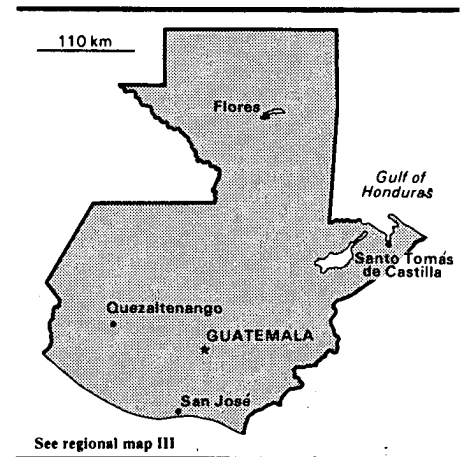 110 km
Flores
Gulf of
Honduras
Santo Tomás
de Castilla
Quezaltenango
GUATEMALA
San José
See regional map III